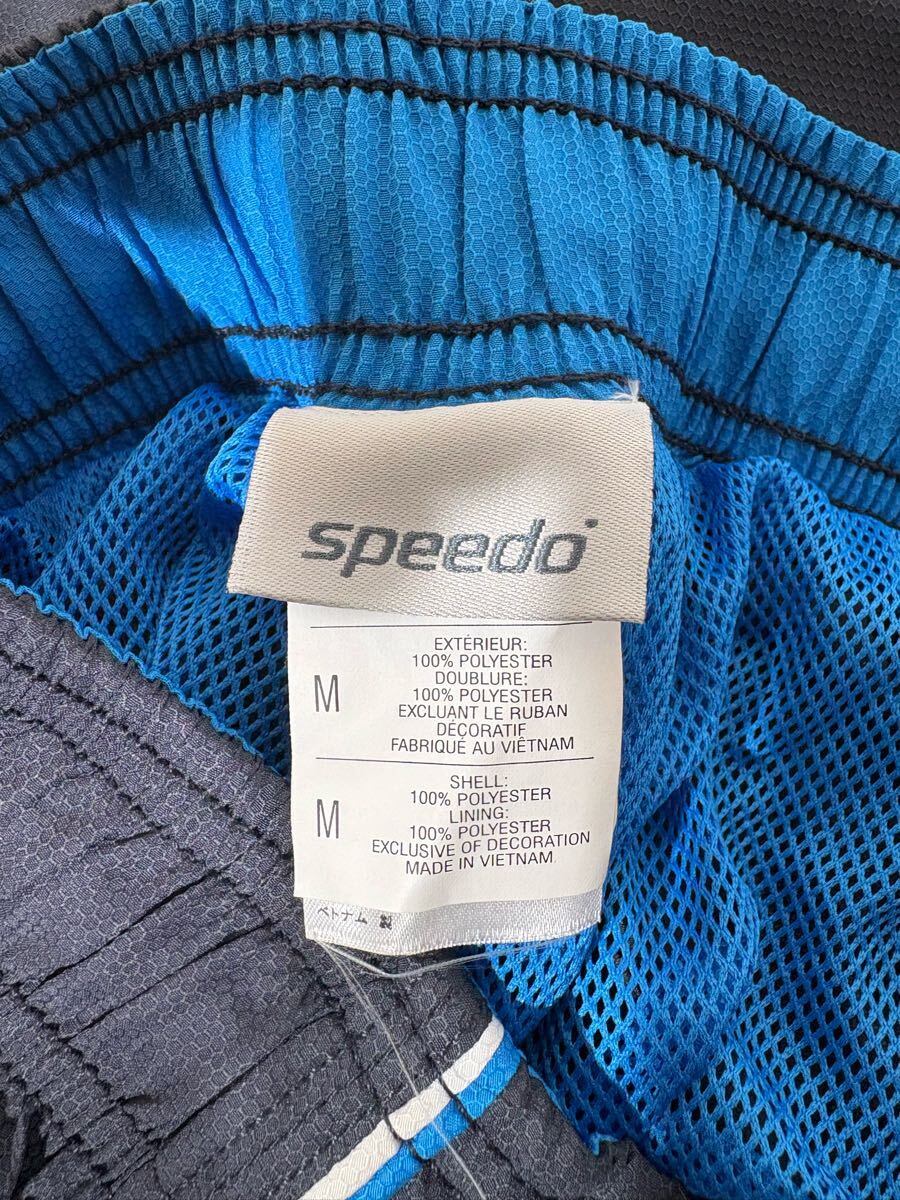 speedo
M
EXTÉRIEUR:
100% POLYESTER
DOUBLURE:
100% POLYESTER
EXCLUANT LE RUBAN
DÉCORATIF
FABRIQUÉ AU VIÊTNAM
M
SHELL:
100% POLYESTER
LINING:
100% POLYESTER
EXCLUSIVE OF DECORATION
MADE IN VIETNAM
ベトナム 製